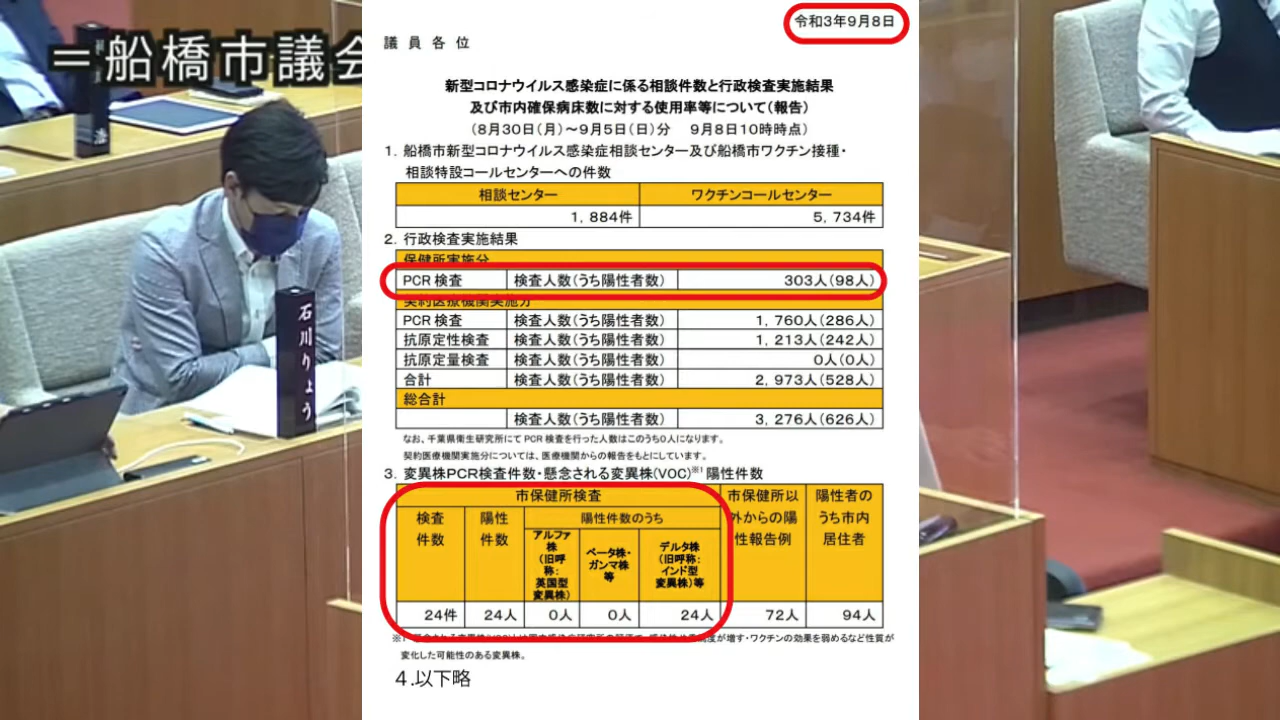 ＝船橋市議会
石川りょう
令和3年9月8日
議員各位
新型コロナウイルス感染症に係る相談件数と行政検査実施結果
及び市内確保病床数に対する使用率等について（報告）
（8月30日（月）～9月5日（日）分　9月8日10時時点）
1．船橋市新型コロナウイルス感染症相談センター及び船橋市ワクチン接種・
相談特設コールセンターへの件数
相談センター　ワクチンコールセンター
1，884件　5，734件
2．行政検査実施結果
保健所実施分
PCR検査　検査人数（うち陽性者数）　303人（98人）
契約医療機関実施分
PCR検査　検査人数（うち陽性者数）　1，760人（286人）
抗原定性検査　検査人数（うち陽性者数）　1，213人（242人）
抗原定量検査　検査人数（うち陽性者数）　0人（0人）
合計　検査人数（うち陽性者数）　2，973人（528人）
総合計
検査人数（うち陽性者数）　3，276人（626人）
なお、千葉県衛生研究所にてPCR検査を行った人数はこのうち0人になります。
契約医療機関実施分については、医療機関からの報告をもとにしています。
3．変異株PCR検査件数・懸念される変異株（VOC）※1陽性件数
市保健所検査
検査
件数
陽性
件数
陽性件数のうち
アルファ
株
（旧呼
称：
英国型
変異株）
ベータ株・
ガンマ株
等
デルタ株
（旧呼称：
インド型
変異株）等
市保健所以
外からの陽
性報告例
陽性者の
うち市内
居住者
24件　24人　0人　0人　24人　72人　94人
変化した可能性のある変異株。
4．以下略